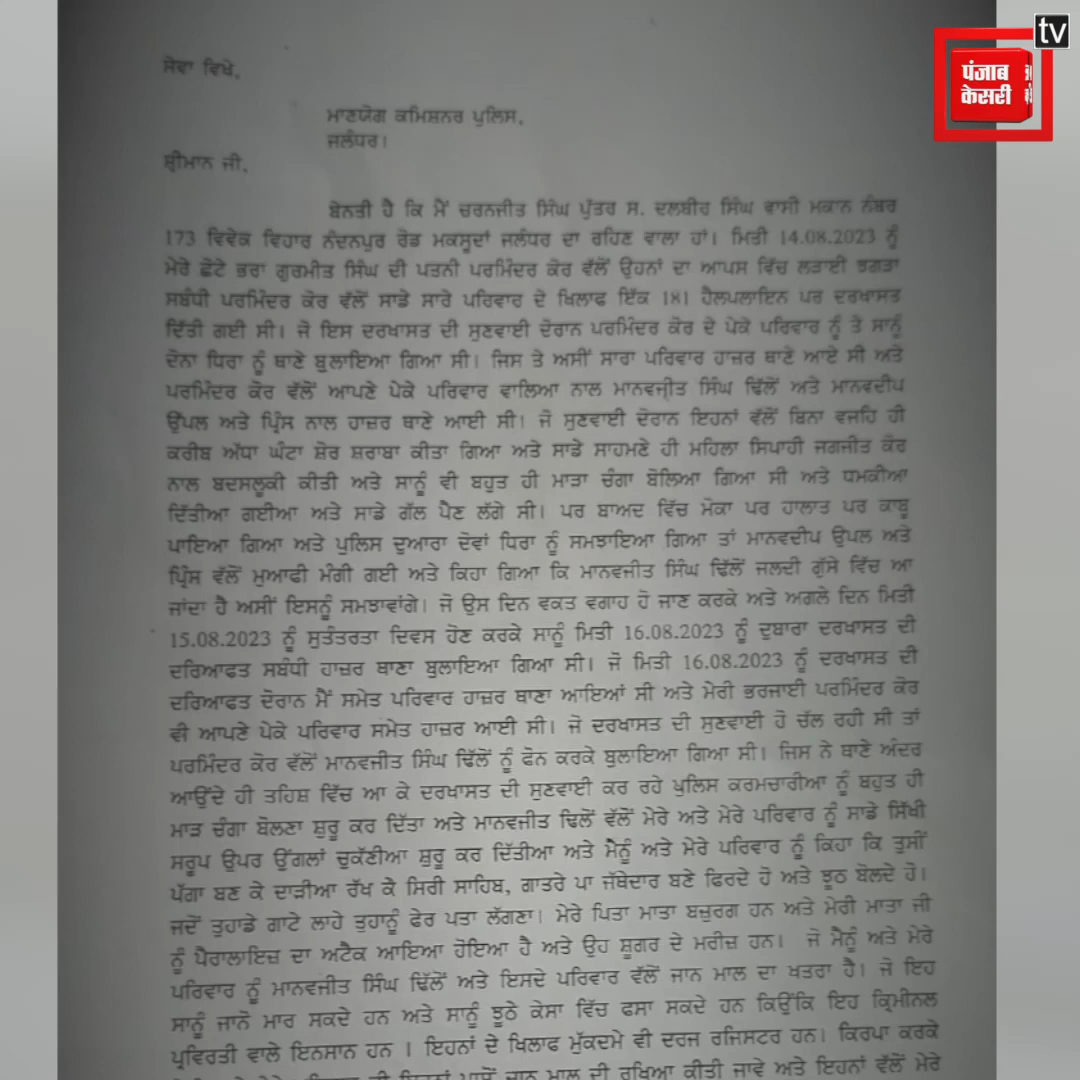 ਸੇਵਾ ਵਿਖੇ,
ਮਾਣਯੋਗ ਕਮਿਸ਼ਨਰ ਪੁਲਿਸ,
ਜਲੰਧਰ।
ਸ਼੍ਰੀਮਾਨ ਜੀ,
ਬੇਨਤੀ ਹੈ ਕਿ ਮੈਂ ਚਰਨਜੀਤ ਸਿੰਘ ਪੁੱਤਰ ਸ. ਦਲਬੀਰ ਸਿੰਘ ਵਾਸੀ ਮਕਾਨ ਨੰਬਰ
173 ਵਿਵੇਕ ਵਿਹਾਰ ਨੰਦਨਪੁਰ ਰੋਡ ਮਕਸੂਦਾਂ ਜਲੰਧਰ ਦਾ ਰਹਿਣ ਵਾਲਾ ਹਾਂ। ਮਿਤੀ 14.08.2023 ਨੂੰ
ਮੇਰੇ ਛੋਟੇ ਭਰਾ ਗੁਰਮੀਤ ਸਿੰਘ ਦੀ ਪਤਨੀ ਪਰਮਿੰਦਰ ਕੋਰ ਵੱਲੋਂ ਉਹਨਾਂ ਦਾ ਆਪਸ ਵਿੱਚ ਲੜਾਈ ਝਗੜਾ
ਸਬੰਧੀ ਪਰਮਿੰਦਰ ਕੋਰ ਵੱਲੋਂ ਸਾਡੇ ਸਾਰੇ ਪਰਿਵਾਰ ਦੇ ਖਿਲਾਫ ਇੱਕ 181 ਹੈਲਪਲਾਇਨ ਪਰ ਦਰਖਾਸਤ
ਦਿੱਤੀ ਗਈ ਸੀ। ਜੋ ਇਸ ਦਰਖਾਸਤ ਦੀ ਸੁਣਵਾਈ ਦੋਰਾਨ ਪਰਮਿੰਦਰ ਕੋਰ ਦੇ ਪੇਕੇ ਪਰਿਵਾਰ ਨੂੰ ਤੇ ਸਾਨੂੰ
ਦੋਨਾ ਧਿਰਾ ਨੂੰ ਥਾਣੇ ਬੁਲਾਇਆ ਗਿਆ ਸੀ। ਜਿਸ ਤੇ ਅਸੀਂ ਸਾਰਾ ਪਰਿਵਾਰ ਹਾਜ਼ਰ ਥਾਣੇ ਆਏ ਸੀ ਅਤੇ
ਪਰਮਿੰਦਰ ਕੋਰ ਵੱਲੋਂ ਆਪਣੇ ਪੇਕੇ ਪਰਿਵਾਰ ਵਾਲਿਆ ਨਾਲ ਮਾਨਵਜੀਤ ਸਿੰਘ ਢਿੱਲੋਂ ਅਤੇ ਮਾਨਵਦੀਪ
ਉੱਪਲ ਅਤੇ ਪ੍ਰਿੰਸ ਨਾਲ ਹਾਜ਼ਰ ਥਾਣੇ ਆਈ ਸੀ। ਜੋ ਸੁਣਵਾਈ ਦੋਰਾਨ ਇਹਨਾਂ ਵੱਲੋਂ ਬਿਨਾ ਵਜਹਿ ਹੀ
ਕਰੀਬ ਅੱਧਾ ਘੰਟਾ ਸ਼ੋਰ ਸ਼ਰਾਬਾ ਕੀਤਾ ਗਿਆ ਅਤੇ ਸਾਡੇ ਸਾਹਮਣੇ ਹੀ ਮਹਿਲਾ ਸਿਪਾਹੀ ਜਗਜੀਤ ਕੋਰ
ਨਾਲ ਬਦਸਲੂਕੀ ਕੀਤੀ ਅਤੇ ਸਾਨੂੰ ਵੀ ਬਹੁਤ ਹੀ ਮਾੜਾ ਚੰਗਾ ਬੋਲਿਆ ਗਿਆ ਸੀ ਅਤੇ ਧਮਕੀਆ
ਦਿੱਤੀਆ ਗਈਆ ਅਤੇ ਸਾਡੇ ਗੱਲ ਪੈਣ ਲੱਗੇ ਸੀ। ਪਰ ਬਾਅਦ ਵਿੱਚ ਮੋਕਾ ਪਰ ਹਾਲਾਤ ਪਰ ਕਾਬੂ
ਪਾਇਆ ਗਿਆ ਅਤੇ ਪੁਲਿਸ ਦੁਆਰਾ ਦੋਵਾਂ ਧਿਰਾ ਨੂੰ ਸਮਝਾਇਆ ਗਿਆ ਤਾਂ ਮਾਨਵਦੀਪ ਉਪਲ ਅਤੇ
ਪ੍ਰਿੰਸ ਵੱਲੋਂ ਮੁਆਫੀ ਮੰਗੀ ਗਈ ਅਤੇ ਕਿਹਾ ਗਿਆ ਕਿ ਮਾਨਵਜੀਤ ਸਿੰਘ ਢਿੱਲੋਂ ਜਲਦੀ ਗੁੱਸੇ ਵਿੱਚ ਆ
ਜਾਂਦਾ ਹੈ ਅਸੀਂ ਇਸਨੂੰ ਸਮਝਾਵਾਂਗੇ। ਜੋ ਉਸ ਦਿਨ ਵਕਤ ਵਗਾਹ ਹੋ ਜਾਣ ਕਰਕੇ ਅਤੇ ਅਗਲੇ ਦਿਨ ਮਿਤੀ
15.08.2023 ਨੂੰ ਸੁਤੰਤਰਤਾ ਦਿਵਸ ਹੋਣ ਕਰਕੇ ਸਾਨੂੰ ਮਿਤੀ 16.08.2023 ਨੂੰ ਦੁਬਾਰਾ ਦਰਖਾਸਤ ਦੀ
ਦਰਿਆਫਤ ਸਬੰਧੀ ਹਾਜ਼ਰ ਥਾਣਾ ਬੁਲਾਇਆ ਗਿਆ ਸੀ। ਜੋ ਮਿਤੀ 16.08.2023 ਨੂੰ ਦਰਖਾਸਤ ਦੀ
ਦਰਿਆਫਤ ਦੋਰਾਨ ਮੈਂ ਸਮੇਤ ਪਰਿਵਾਰ ਹਾਜ਼ਰ ਥਾਣਾ ਆਇਆਂ ਸੀ ਅਤੇ ਮੇਰੀ ਭਰਜਾਈ ਪਰਮਿੰਦਰ ਕੋਰ
ਵੀ ਆਪਣੇ ਪੇਕੇ ਪਰਿਵਾਰ ਸਮੇਤ ਹਾਜ਼ਰ ਆਈ ਸੀ। ਜੋ ਦਰਖਾਸਤ ਦੀ ਸੁਣਵਾਈ ਹੋ ਚੱਲ ਰਹੀ ਸੀ ਤਾਂ
ਪਰਮਿੰਦਰ ਕੋਰ ਵੱਲੋਂ ਮਾਨਵਜੀਤ ਸਿੰਘ ਢਿੱਲੋਂ ਨੂੰ ਫੋਨ ਕਰਕੇ ਬੁਲਾਇਆ ਗਿਆ ਸੀ। ਜਿਸ ਨੇ ਥਾਣੇ ਅੰਦਰ
ਆਉਂਦੇ ਹੀ ਤਹਿਸ਼ ਵਿੱਚ ਆ ਕੇ ਦਰਖਾਸਤ ਦੀ ਸੁਣਵਾਈ ਕਰ ਰਹੇ ਪੁਲਿਸ ਕਰਮਚਾਰੀਆ ਨੂੰ ਬਹੁਤ ਹੀ
ਮਾੜ ਚੰਗਾ ਬੋਲਣਾ ਸ਼ੁਰੂ ਕਰ ਦਿੱਤਾ ਅਤੇ ਮਾਨਵਜੀਤ ਢਿਲੋਂ ਵੱਲੋਂ ਮੇਰੇ ਅਤੇ ਮੇਰੇ ਪਰਿਵਾਰ ਨੂੰ ਸਾਡੇ ਸਿੱਖੀ
ਸਰੂਪ ਉਪਰ ਉਂਗਲਾਂ ਚੁਕੱਣੀਆ ਸ਼ੁਰੂ ਕਰ ਦਿੱਤੀਆ ਅਤੇ ਮੈਨੂੰ ਅਤੇ ਮੇਰੇ ਪਰਿਵਾਰ ਨੂੰ ਕਿਹਾ ਕਿ ਤੁਸੀਂ
ਪੱਗਾ ਬਣ ਕੇ ਦਾੜੀਆ ਰੱਖ ਕੇ ਸਿਰੀ ਸਾਹਿਬ, ਗਾਤਰੇ ਪਾ ਜੱਥੇਦਾਰ ਬਣੇ ਫਿਰਦੇ ਹੋ ਅਤੇ ਝੂਠ ਬੋਲਦੇ ਹੋ।
ਜਦੋਂ ਤੁਹਾਡੇ ਗਾਟੇ ਲਾਹੇ ਤੁਹਾਨੂੰ ਫੇਰ ਪਤਾ ਲੱਗਣਾ। ਮੇਰੇ ਪਿਤਾ ਮਾਤਾ ਬਜ਼ੁਰਗ ਹਨ ਅਤੇ ਮੇਰੀ ਮਾਤਾ ਜੀ
ਨੂੰ ਪੈਰਾਲਾਇਜ਼ ਦਾ ਅਟੈਕ ਆਇਆ ਹੋਇਆ ਹੈ ਅਤੇ ਉਹ ਸ਼ੂਗਰ ਦੇ ਮਰੀਜ਼ ਹਨ। ਜੋ ਮੈਨੂੰ ਅਤੇ ਮੇਰੇ
ਪਰਿਵਾਰ ਨੂੰ ਮਾਨਵਜੀਤ ਸਿੰਘ ਢਿੱਲੋਂ ਅਤੇ ਇਸਦੇ ਪਰਿਵਾਰ ਵੱਲੋਂ ਜਾਨ ਮਾਲ ਦਾ ਖਤਰਾ ਹੈ। ਜੋ ਇਹ
ਸਾਨੂੰ ਜਾਨੋ ਮਾਰ ਸਕਦੇ ਹਨ ਅਤੇ ਸਾਨੂੰ ਝੂਠੇ ਕੇਸਾ ਵਿੱਚ ਫਸਾ ਸਕਦੇ ਹਨ ਕਿਉਂਕਿ ਇਹ ਕ੍ਰਿਮੀਨਲ
ਪ੍ਰਵਿਰਤੀ ਵਾਲੇ ਇਨਸਾਨ ਹਨ । ਇਹਨਾਂ ਦੇ ਖਿਲਾਫ ਮੁੱਕਦਮੇ ਵੀ ਦਰਜ ਰਜਿਸਟਰ ਹਨ। ਕਿਰਪਾ ਕਰਕੇ
ਜਾਨ ਮਾਲ ਦੀ ਰਖਿਆ ਕੀਤੀ ਜਾਵੇ ਅਤੇ ਇਹਨਾਂ ਵੱਲੋਂ ਮੇਰੇ
पंजाब
केसरी
tv